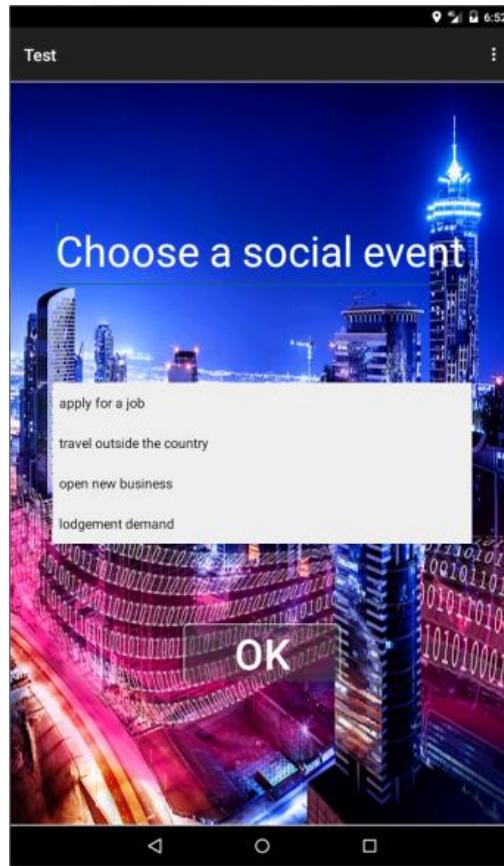 6:52
Test
Choose a social event
apply for a job
travel outside the country
open new business
lodgement demand
OK